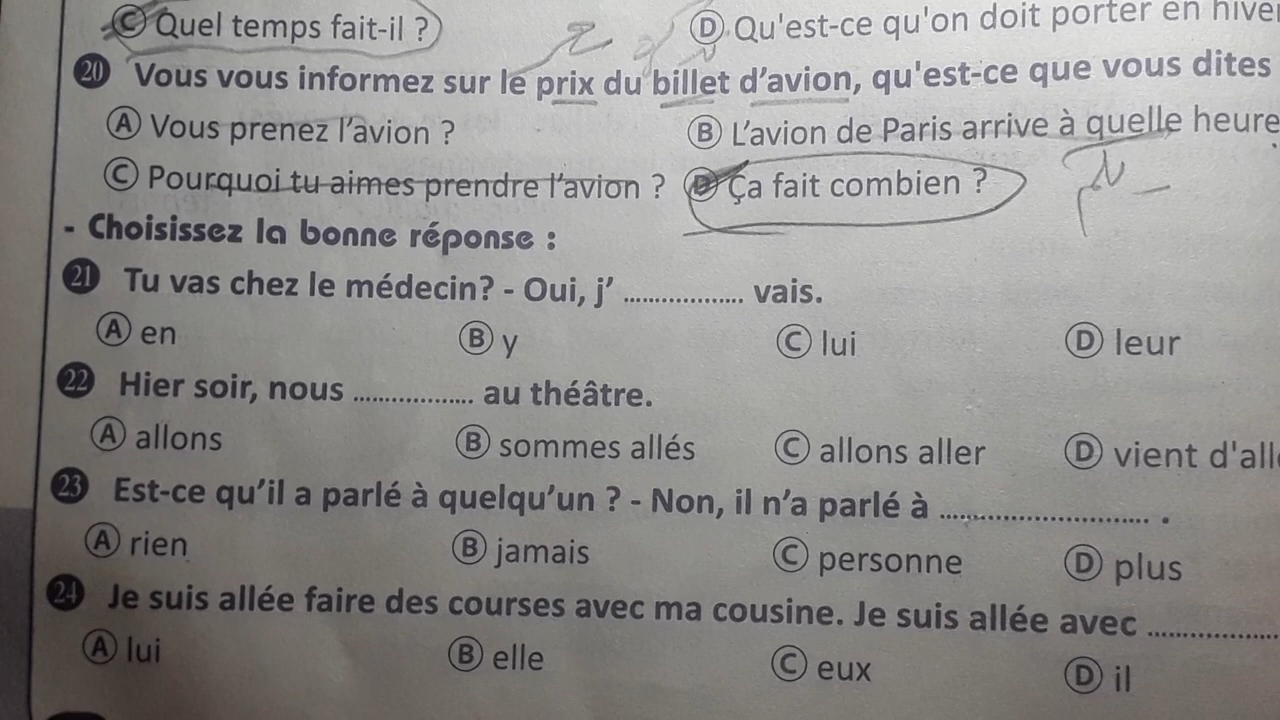 C Quel temps fait-il ? D Qu'est-ce qu'on doit porter en hiver
20 Vous vous informez sur le prix du billet d'avion, qu'est-ce que vous dites
A Vous prenez l'avion ? B L'avion de Paris arrive à quelle heure
C Pourquoi tu aimes prendre l'avion ? D Ça fait combien ?
- Choisissez la bonne réponse :
21 Tu vas chez le médecin? - Oui, j' .................. vais.
A en B y C lui D leur
22 Hier soir, nous .................. au théâtre.
A allons B sommes allés C allons aller D vient d'all
23 Est-ce qu'il a parlé à quelqu'un ? - Non, il n'a parlé à .............................. .
A rien B jamais C personne D plus
24 Je suis allée faire des courses avec ma cousine. Je suis allée avec ..................
A lui B elle C eux D il